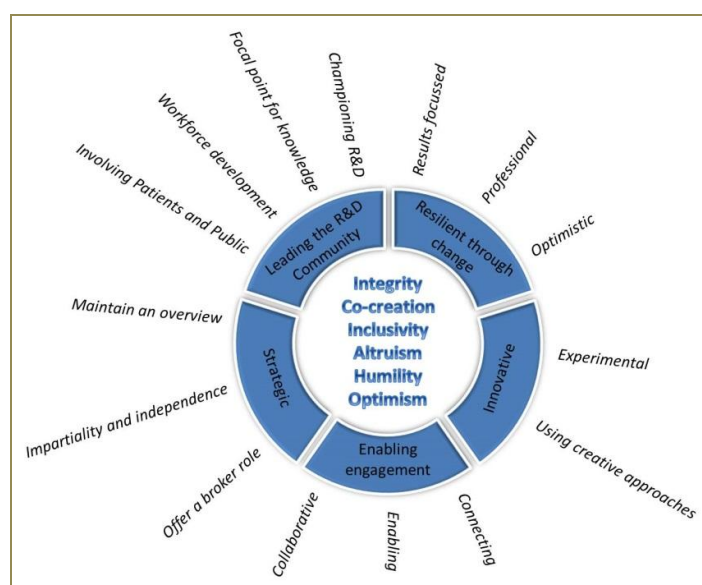 Involving Patients and Public
Workforce development
Focal point for knowledge
Championing R&D
Results focussed
Professional
Optimistic
Leading the R&D
Community
Resilient through
change
Integrity
Co-creation
Inclusivity
Altruism
Humility
Optimism
Maintain an overview
Strategic
Impartiality and independence
Offer a broker role
Innovative
Experimental
Using creative approaches
Enabling
engagement
Collaborative
Enabling
Connecting